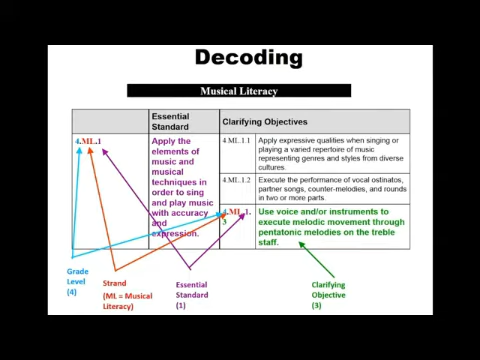 Decoding
Musical Literacy
Essential
Standard
Clarifying Objectives
4.ML.1
Apply the
elements of
music and
musical
techniques in
order to sing
and play music
with accuracy
and
expression.
4.ML.1.1
Apply expressive qualities when singing or
playing a varied repertoire of music
representing genres and styles from diverse
cultures.
4.ML.1.2
Execute the performance of vocal ostinatos,
partner songs, counter-melodies, and rounds
in two or more parts.
4.ML.1.
3
Use voice and/or instruments to
execute melodic movement through
pentatonic melodies on the treble
staff.
Grade
Level
(4)
Strand
(ML = Musical
Literacy)
Essential
Standard
(1)
Clarifying
Objective
(3)